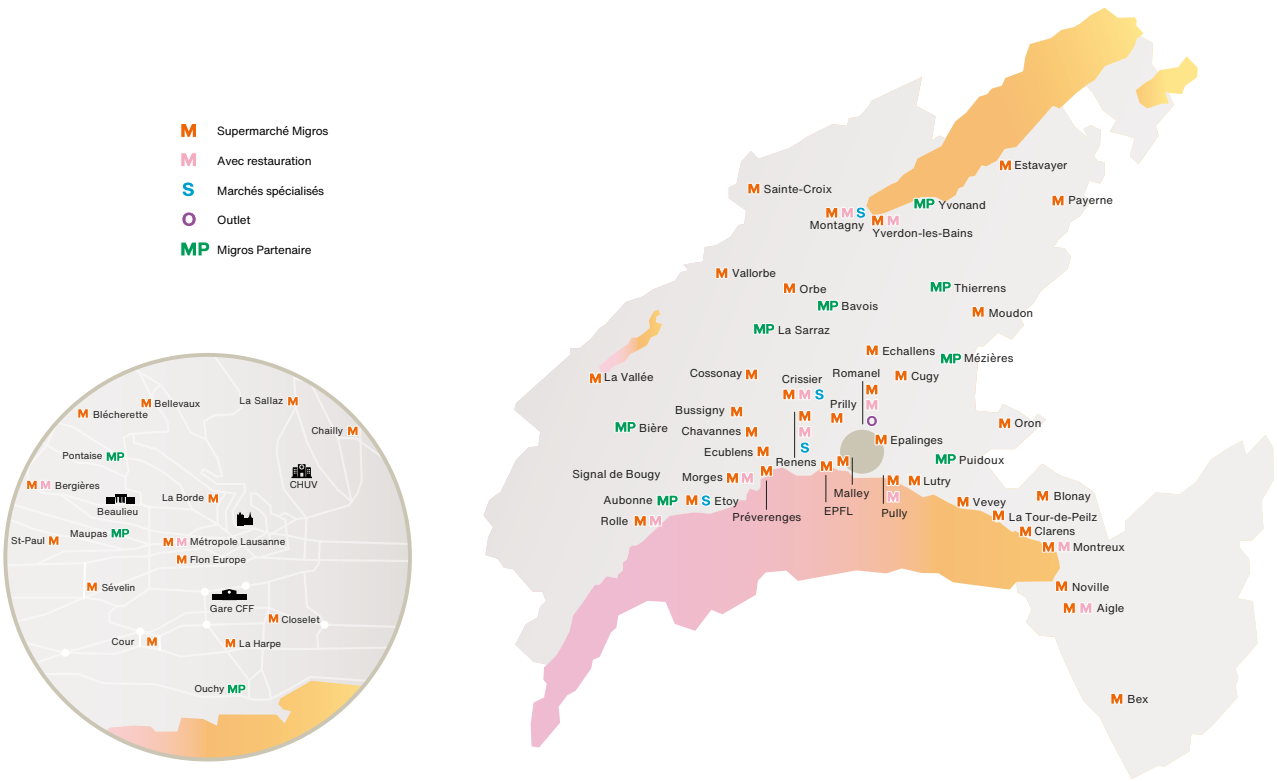 M Supermarché Migros
M Avec restauration
S Marchés spécialisés
O Outlet
MP Migros Partenaire
M Estavayer
M Sainte-Croix
M Payerne
MP Yvonand
M M S
Montagny
M M
Yverdon-les-Bains
M Vallorbe
M Orbe
MP Thierrens
MP Bavois
M Moudon
MP La Sarraz
M Echallens
MP Mézières
M La Vallée
Cossonay M
Crissier
M M S
Romanel
M
M
O
M Cugy
Bussigny M
Prilly
M
M
M
S
Renens
M Oron
MP Bière
Chavannes M
M Epalinges
Ecublens M
MP Puidoux
Signal de Bougy
Morges M M
M
Préverenges
M
EPFL
M
Malley
M
M
Pully
M Lutry
Aubonne MP
M S Etoy
M Vevey
M Blonay
Rolle M M
M La Tour-de-Peilz
M Clarens
M M Montreux
M Noville
M M Aigle
M Bex
M Bellevaux
La Sallaz M
M Blécherette
Chailly M
Pontaise MP
CHUV
M M Bergières
Beaulieu
La Borde M
St-Paul M
Maupas MP
M M Métropole Lausanne
M Flon Europe
M Sévelin
Gare CFF
M Closelet
Cour M
M La Harpe
Ouchy MP